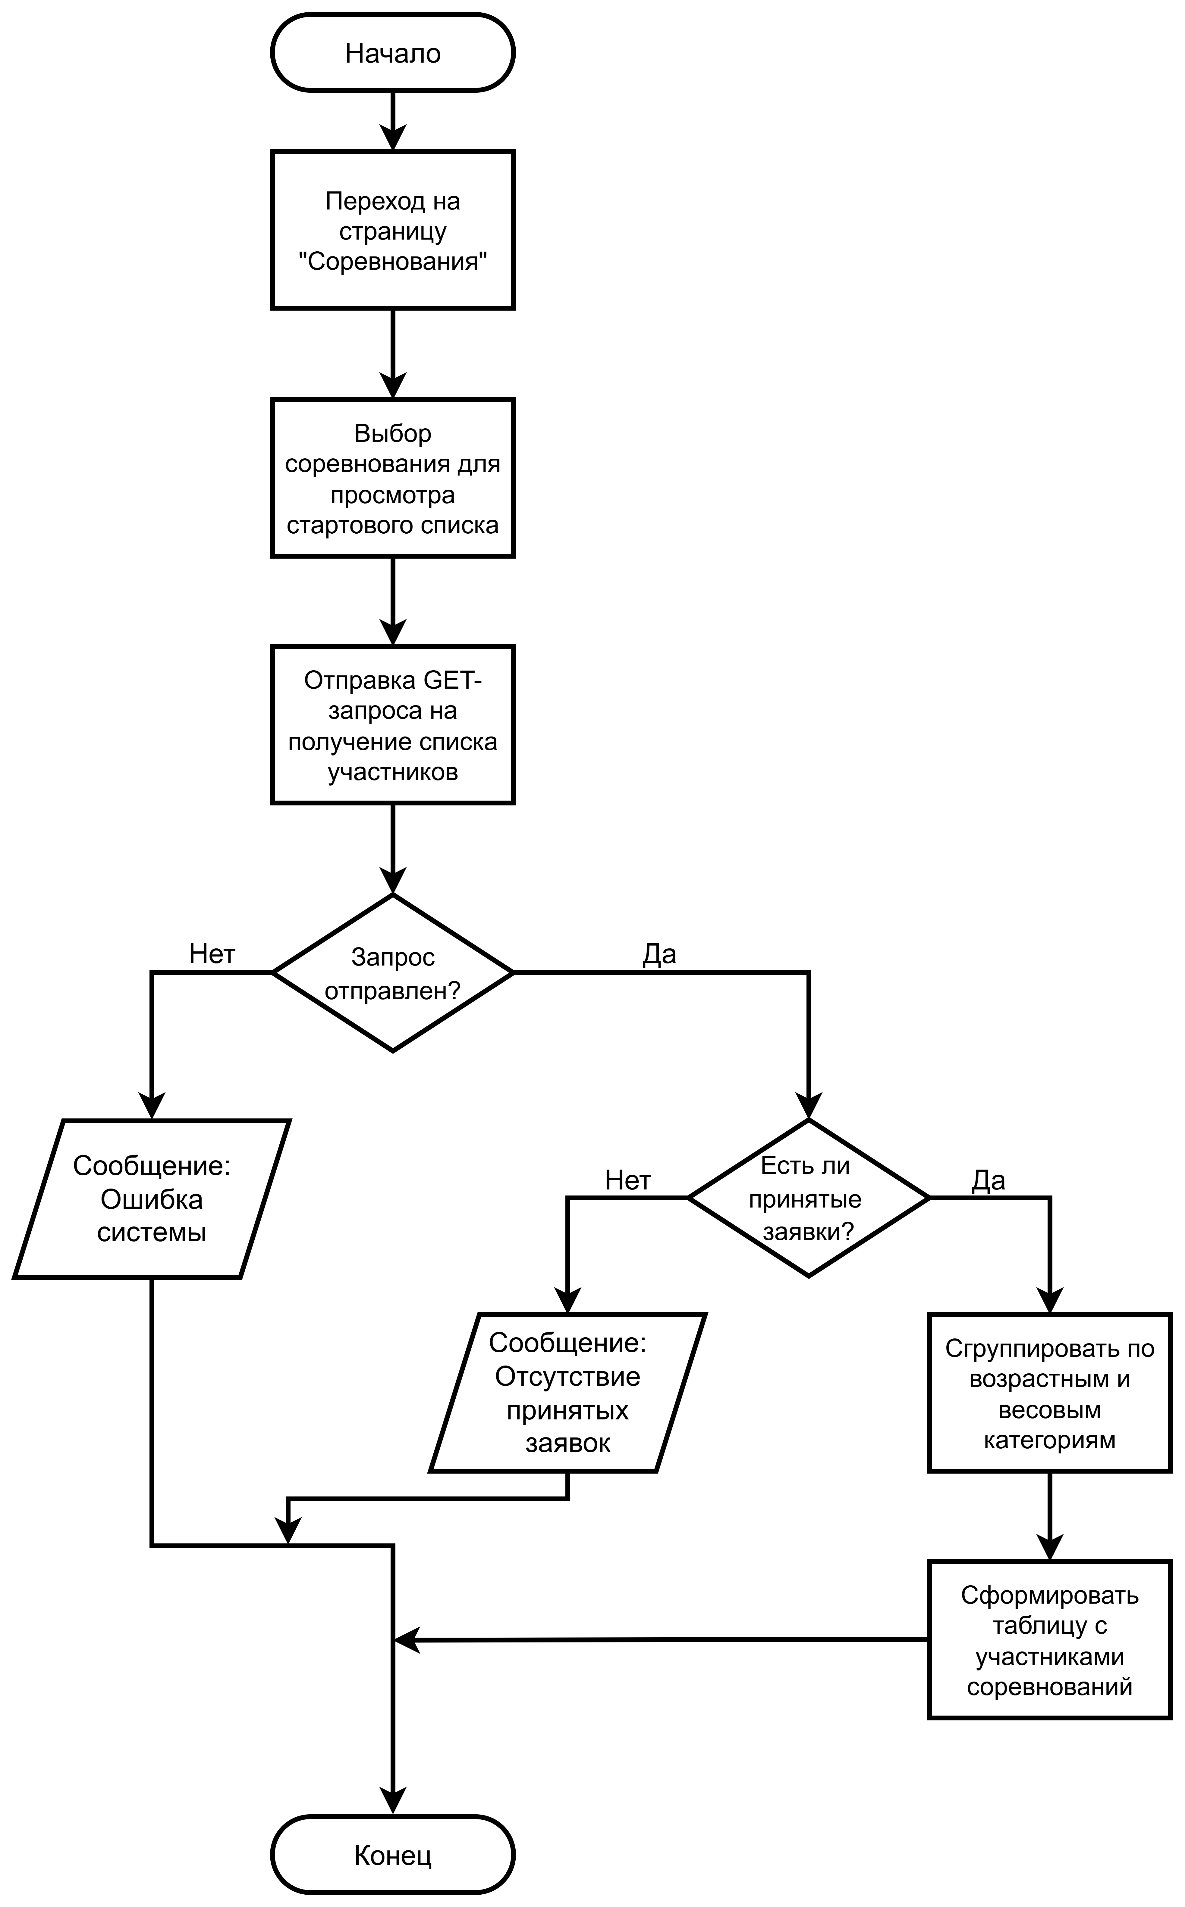 Начало
Переход на
страницу
"Соревнования"
Выбор
соревнования для
просмотра
стартового списка
Отправка GET-
запроса на
получение списка
участников
Нет
Запрос
отправлен?
Да
Сообщение:
Ошибка
системы
Нет
Есть ли
принятые
заявки?
Да
Сообщение:
Отсутствие
принятых
заявок
Сгруппировать по
возрастным и
весовым
категориям
Сформировать
таблицу с
участниками
соревнований
Конец